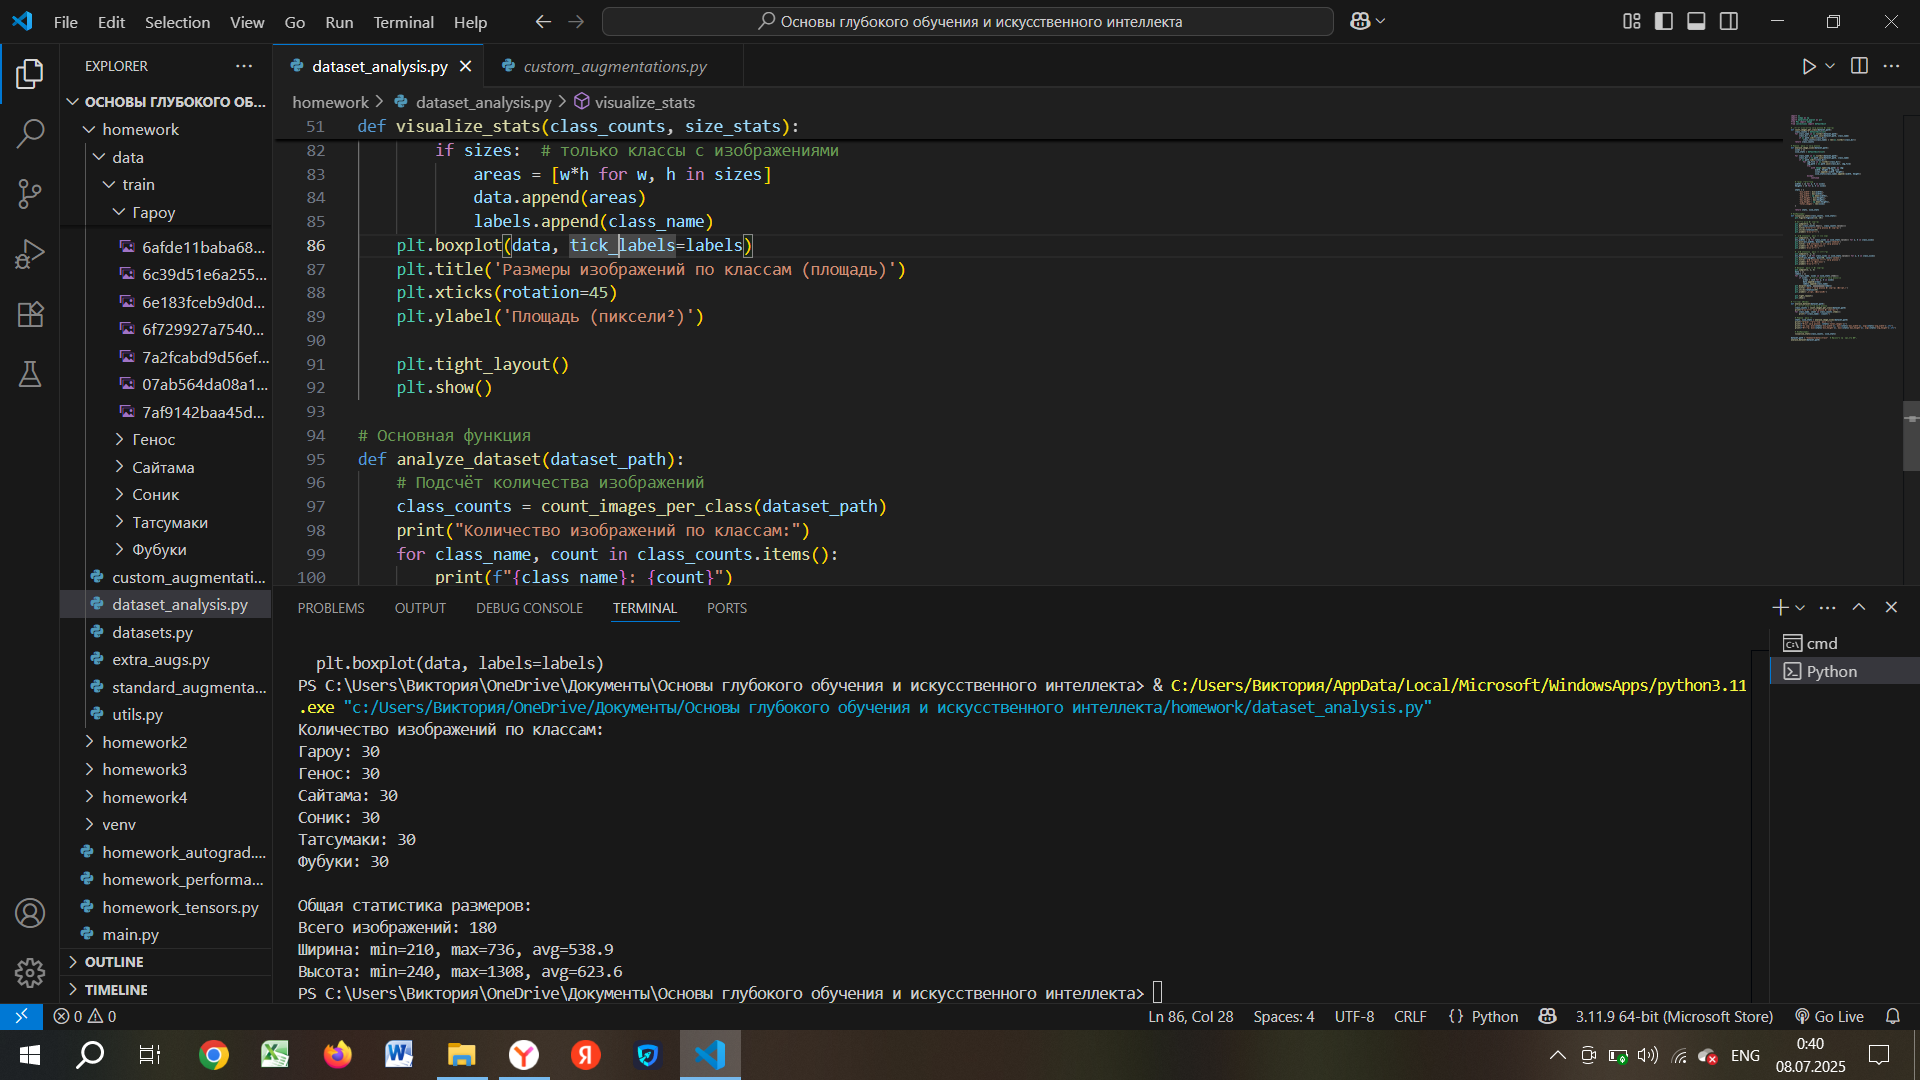 File Edit Selection View Go Run Terminal Help
Основы глубокого обучения и искусственного интеллекта
EXPLORER
ОСНОВЫ ГЛУБОКОГО ОБ...
homework
data
train
Гароу
6afde11baba68...
6c39d51e6a255...
6e183fceb9d0d...
6f729927a7540...
7a2fcabd9d56ef...
07ab564da08a1...
7af9142baa45d...
Генос
Сайтама
Соник
Татсумаки
Фубуки
custom_augmentati...
dataset_analysis.py
datasets.py
extra_augs.py
standard_augmenta...
utils.py
homework2
homework3
homework4
venv
homework_autograd....
homework_performa...
homework_tensors.py
main.py
OUTLINE
TIMELINE
dataset_analysis.py
custom_augmentations.py
homework > dataset_analysis.py > visualize_stats
51 def visualize_stats(class_counts, size_stats):
82 if sizes:  # только классы с изображениями
83 areas = [w*h for w, h in sizes]
84 data.append(areas)
85 labels.append(class_name)
86 plt.boxplot(data, tick_labels=labels)
87 plt.title('Размеры изображений по классам (площадь)')
88 plt.xticks(rotation=45)
89 plt.ylabel('Площадь (пиксели²)')
90
91 plt.tight_layout()
92 plt.show()
93
94 # Основная функция
95 def analyze_dataset(dataset_path):
96 # Подсчёт количества изображений
97 class_counts = count_images_per_class(dataset_path)
98 print("Количество изображений по классам:")
99 for class_name, count in class_counts.items():
100 print(f"{class_name}: {count}")
PROBLEMS OUTPUT DEBUG CONSOLE TERMINAL PORTS
plt.boxplot(data, labels=labels)
PS C:\Users\Виктория\OneDrive\Документы\Основы глубокого обучения и искусственного интеллекта> & C:/Users/Виктория/AppData/Local/Microsoft/WindowsApps/python3.11
.exe "c:/Users/Виктория/OneDrive/Документы/Основы глубокого обучения и искусственного интеллекта/homework/dataset_analysis.py"
Количество изображений по классам:
Гароу: 30
Генос: 30
Сайтама: 30
Соник: 30
Татсумаки: 30
Фубуки: 30
Общая статистика размеров:
Всего изображений: 180
Ширина: min=210, max=736, avg=538.9
Высота: min=240, max=1308, avg=623.6
PS C:\Users\Виктория\OneDrive\Документы\Основы глубокого обучения и искусственного интеллекта>
cmd
Python
0 0
Ln 86, Col 28 Spaces: 4 UTF-8 CRLF {} Python 3.11.9 64-bit (Microsoft Store) Go Live
ENG
0:40
08.07.2025